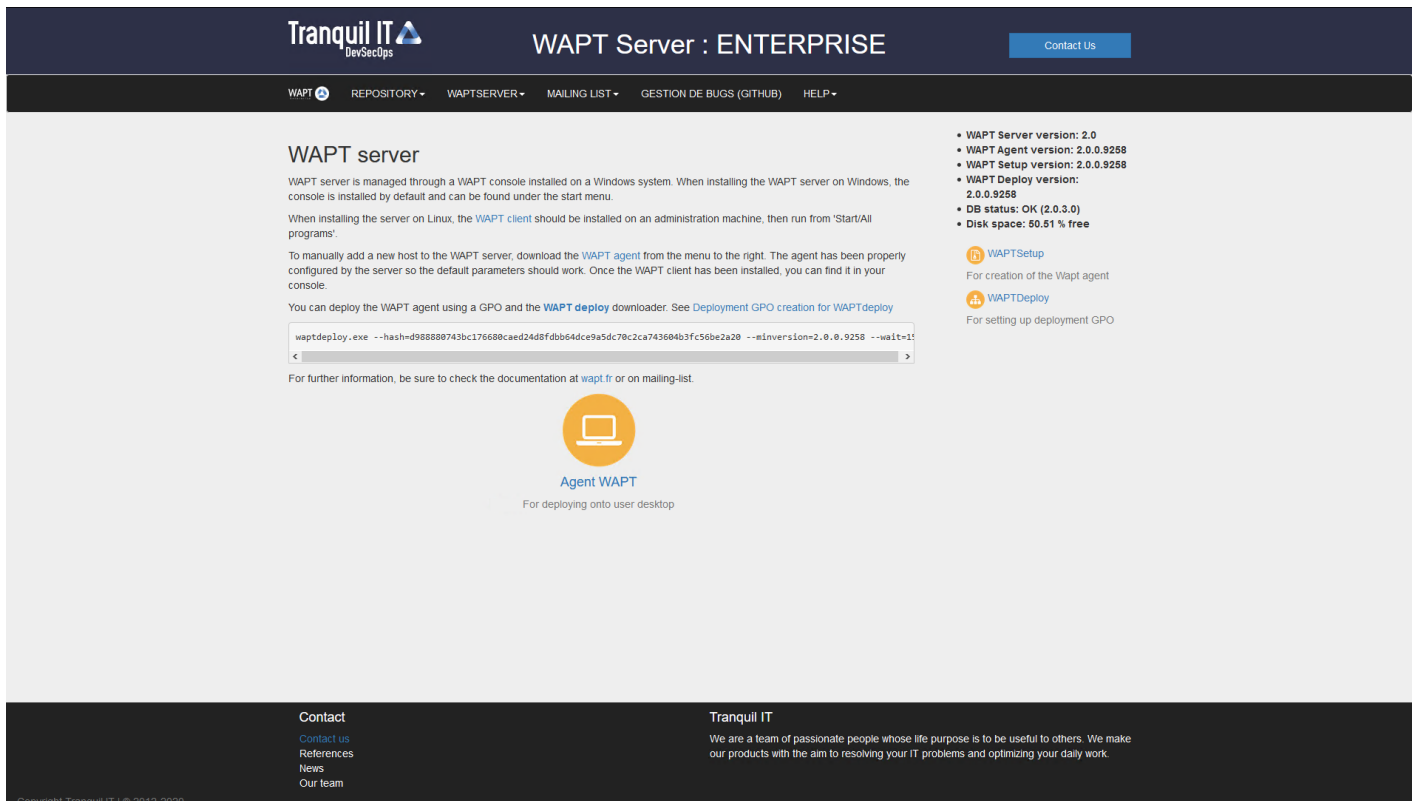 Tranquil IT
DevSecOps
WAPT Server : ENTERPRISE
Contact Us
WAPT
REPOSITORY
WAPTSERVER
MAILING LIST
GESTION DE BUGS (GITHUB)
HELP
WAPT server
WAPT server is managed through a WAPT console installed on a Windows system. When installing the WAPT server on Windows, the
console is installed by default and can be found under the start menu.
When installing the server on Linux, the WAPT client should be installed on an administration machine, then run from 'Start/All
programs'.
To manually add a new host to the WAPT server, download the WAPT agent from the menu to the right. The agent has been properly
configured by the server so the default parameters should work. Once the WAPT client has been installed, you can find it in your
console.
You can deploy the WAPT agent using a GPO and the WAPT deploy downloader. See Deployment GPO creation for WAPTdeploy
waptdeploy.exe --hash=d988880743bc176680caed24d8fdbb64dce9a5dc70c2ca743604b3fc56be2a20 --minversion=2.0.0.9258 --wait=15
For further information, be sure to check the documentation at wapt.fr or on mailing-list.
Agent WAPT
For deploying onto user desktop
• WAPT Server version: 2.0
• WAPT Agent version: 2.0.0.9258
• WAPT Setup version: 2.0.0.9258
• WAPT Deploy version:
2.0.0.9258
• DB status: OK (2.0.3.0)
• Disk space: 50.51 % free
WAPTSetup
For creation of the Wapt agent
WAPTDeploy
For setting up deployment GPO
Contact
Contact us
References
News
Our team
Tranquil IT
We are a team of passionate people whose life purpose is to be useful to others. We make
our products with the aim to resolving your IT problems and optimizing your daily work.